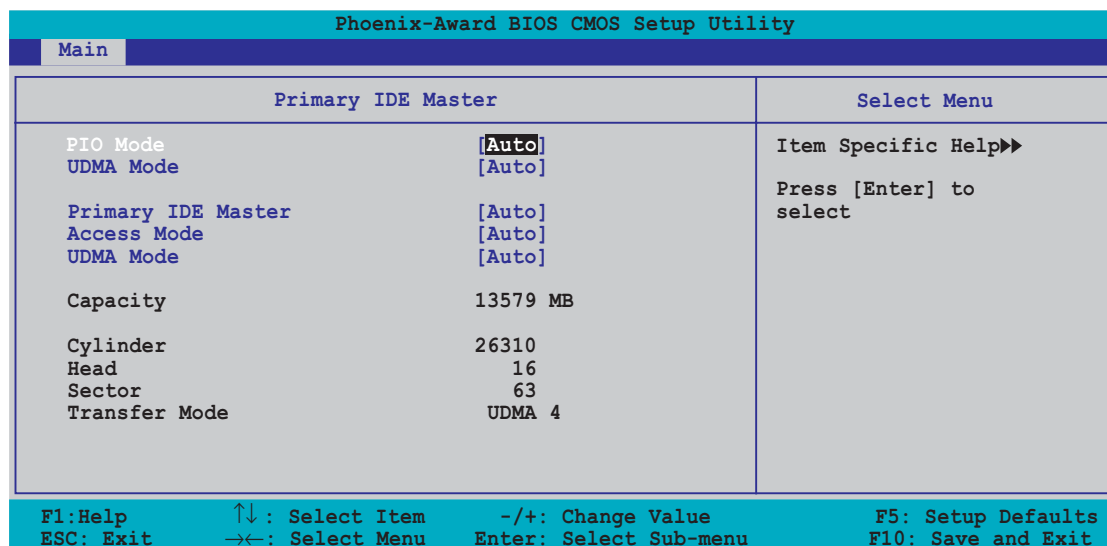 Phoenix-Award BIOS CMOS Setup Utility
Main
Primary IDE Master
Select Menu
PIO Mode [Auto]
UDMA Mode [Auto]
Primary IDE Master [Auto]
Access Mode [Auto]
UDMA Mode [Auto]
Capacity 13579 MB
Cylinder 26310
Head 16
Sector 63
Transfer Mode UDMA 4
Item Specific Help▶▶
Press [Enter] to
select
F1:Help ↑↓: Select Item -/+: Change Value F5: Setup Defaults
ESC: Exit →←: Select Menu Enter: Select Sub-menu F10: Save and Exit